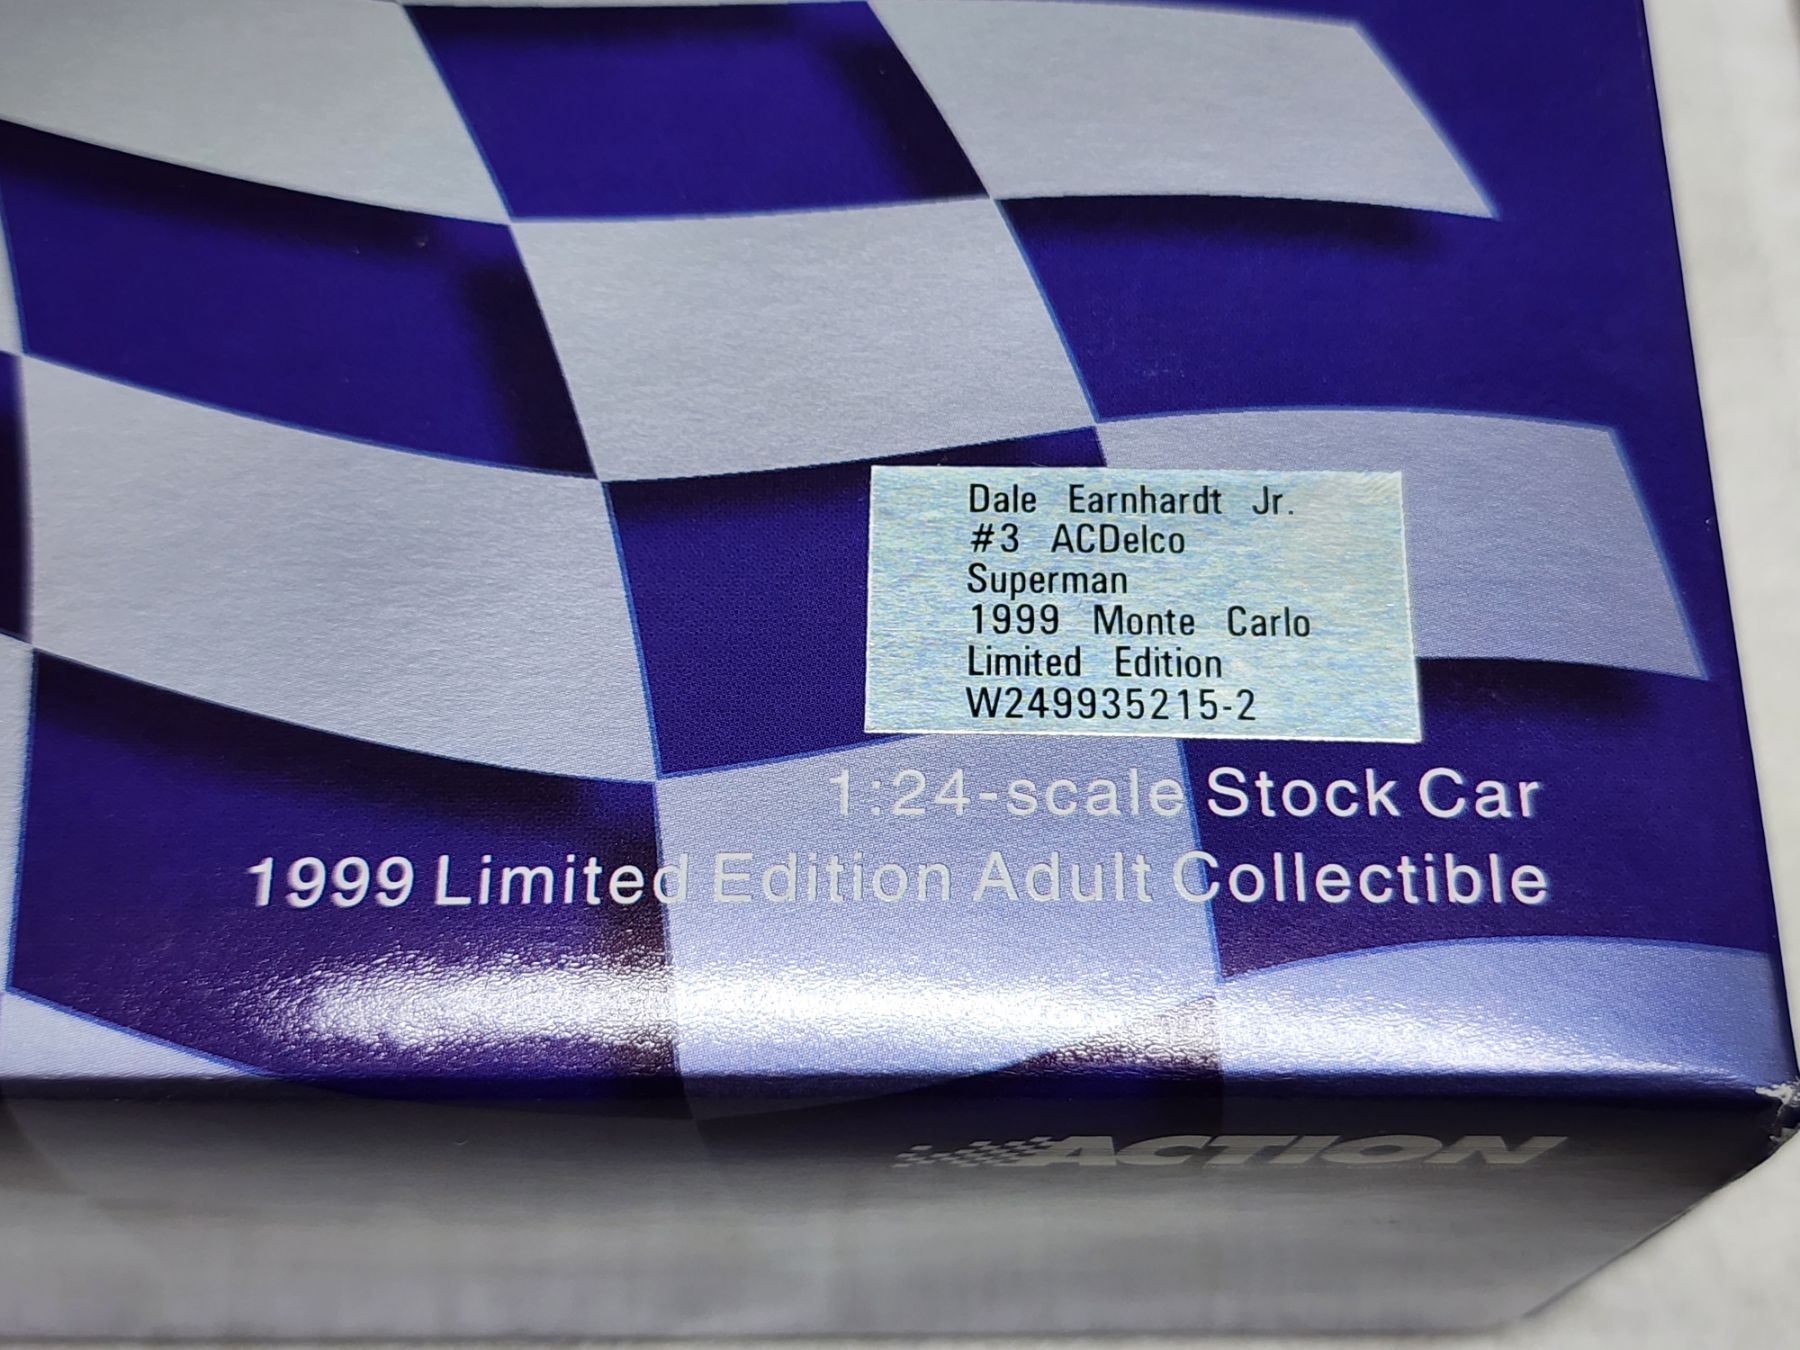 Dale Earnhardt Jr.
#3 ACDelco
Superman
1999 Monte Carlo
Limited Edition
W249935215-2
1:24-scale Stock Car
1999 Limited Edition Adult Collectible
ACTION